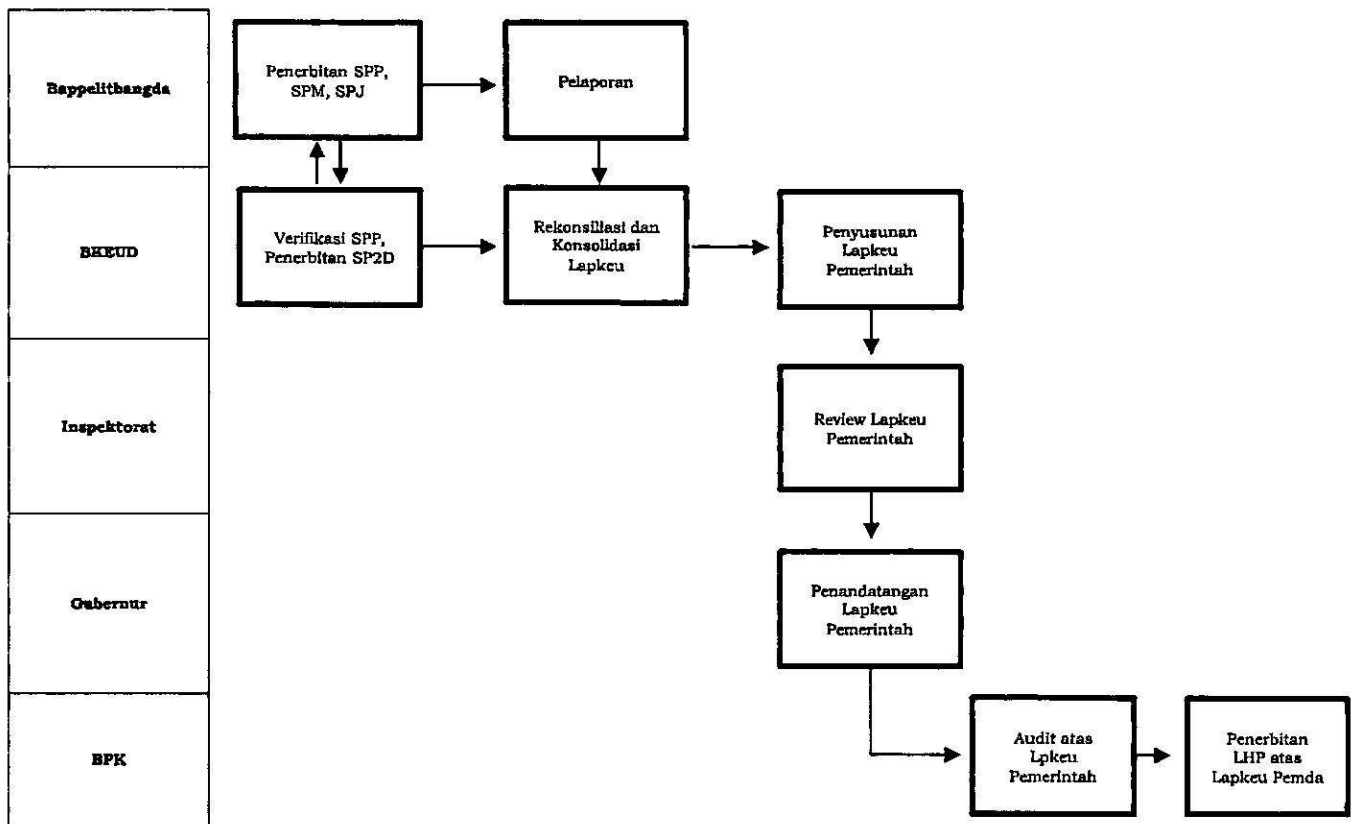 Bappelitbangda
Penerbitan SPP,
SPM, SPJ
Pelaporan
BKEUD
Verifikasi SPP,
Penerbitan SP2D
Rekonsiliasi dan
Konsolidasi
Lapkeu
Penyusunan
Lapkeu
Pemerintah
Inspektorat
Review Lapkeu
Pemerintah
Gubernur
Penandatangan
Lapkeu
Pemerintah
BPK
Audit atas
Lpkeu
Pemerintah
Penerbitan
LHP atas
Lapkeu Pemda